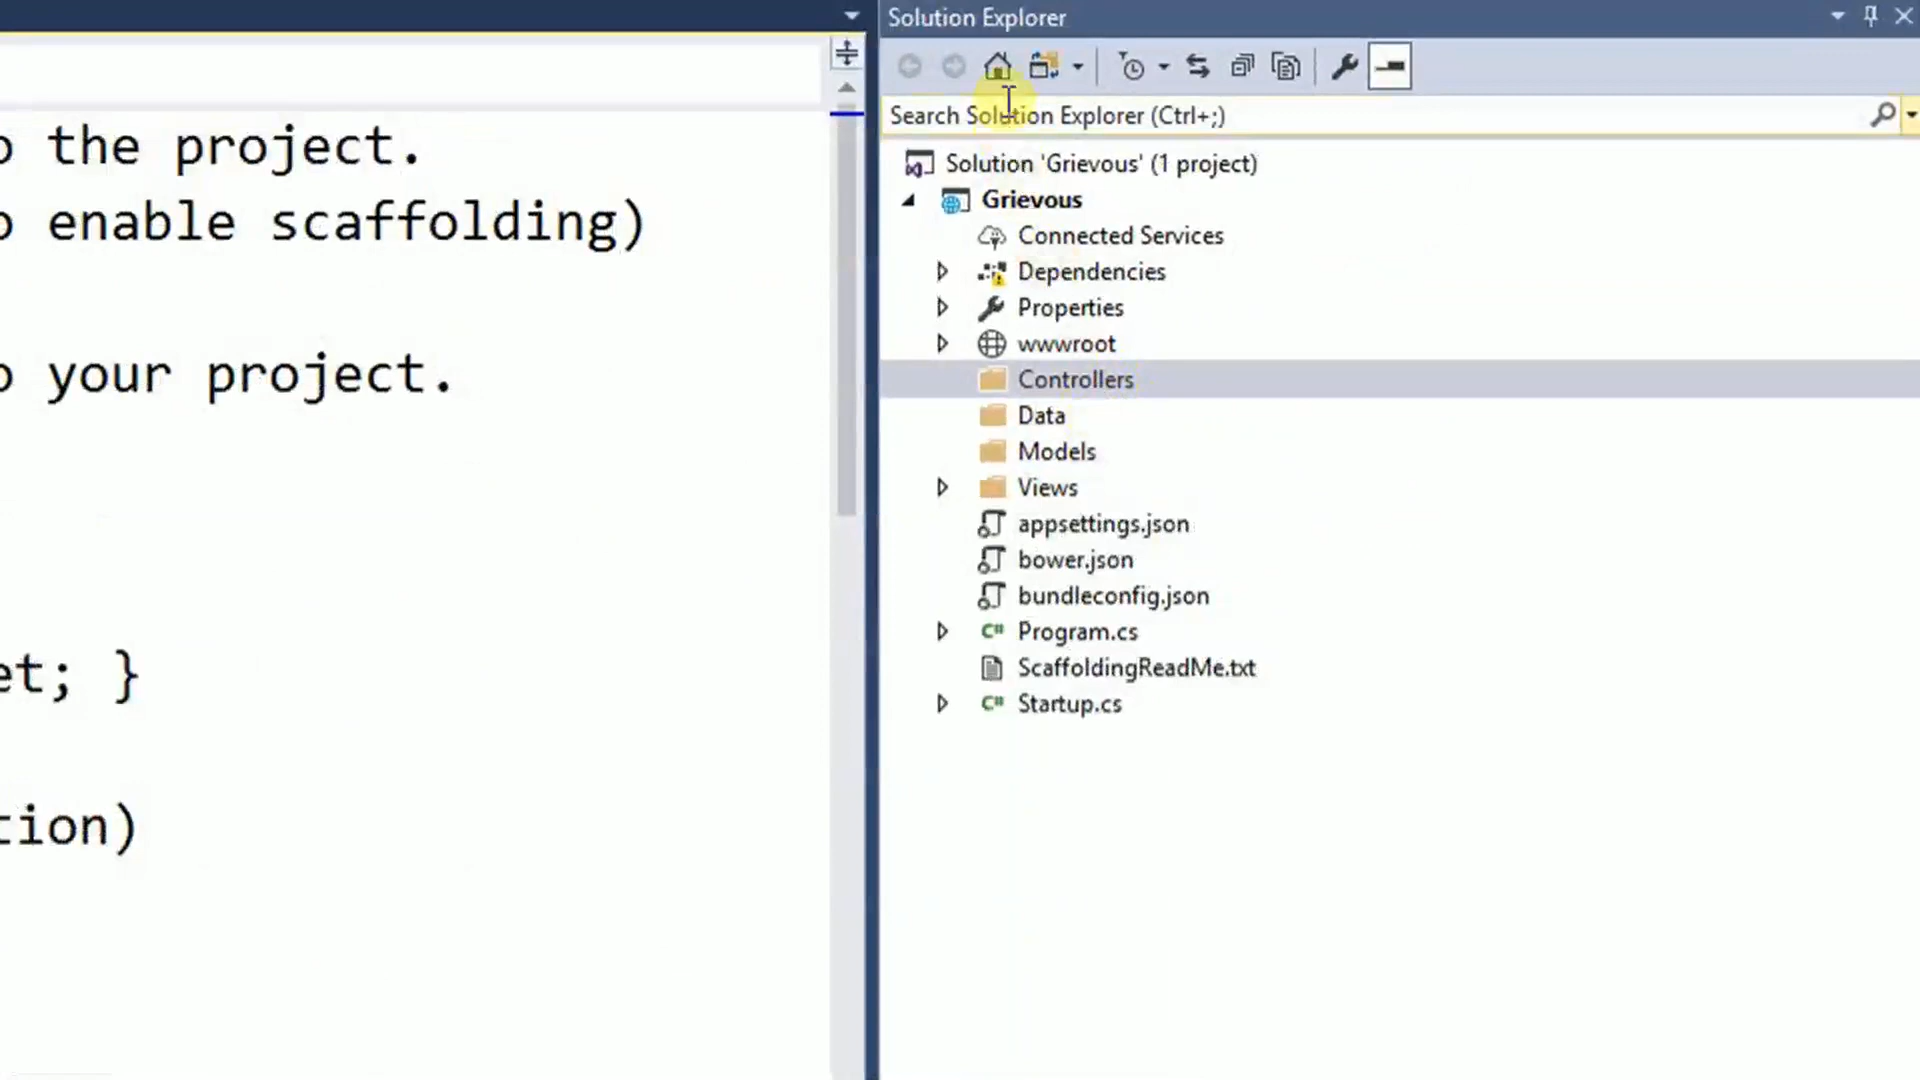 o the project.
o enable scaffolding)
o your project.
et; }
tion)
Solution Explorer
Search Solution Explorer (Ctrl+;)
Solution 'Grievous' (1 project)
Grievous
Connected Services
Dependencies
Properties
wwwroot
Controllers
Data
Models
Views
appsettings.json
bower.json
bundleconfig.json
C# Program.cs
ScaffoldingReadMe.txt
C# Startup.cs